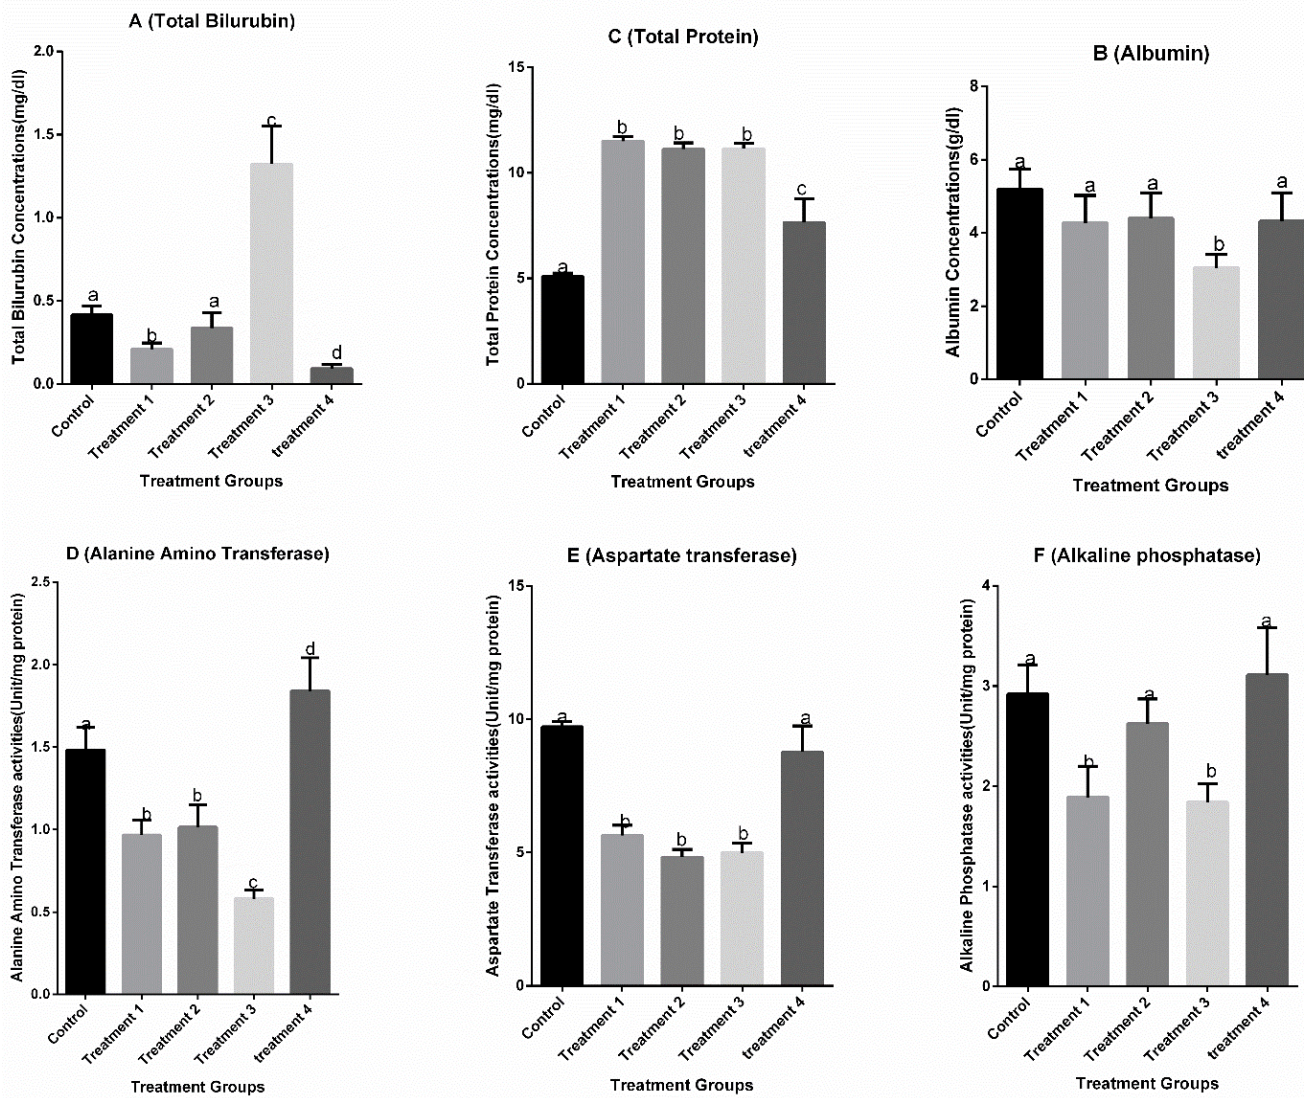 A (Total Bilurubin)
Total Bilurubin Concentrations(mg/dl)
2.0
1.5
1.0
0.5
0.0
a
b
a
c
d
Control
Treatment 1
Treatment 2
Treatment 3
treatment 4
Treatment Groups
C (Total Protein)
Total Protein Concentrations(mg/dl)
15
10
5
0
a
b
b
b
c
Control
Treatment 1
Treatment 2
Treatment 3
treatment 4
Treatment Groups
B (Albumin)
Albumin Concentrations(g/dl)
8
6
4
2
0
a
a
a
b
a
Control
Treatment 1
Treatment 2
Treatment 3
treatment 4
Treatment Groups
D (Alanine Amino Transferase)
Alanine Amino Transferase activities(Unit/mg protein)
2.5
2.0
1.5
1.0
0.5
0.0
a
b
b
c
d
Control
Treatment 1
Treatment 2
Treatment 3
treatment 4
Treatment Groups
E (Aspartate transferase)
Aspartate Transferase activities(Unit/mg protein)
15
10
5
0
a
b
b
b
a
Control
Treatment 1
Treatment 2
Treatment 3
treatment 4
Treatment Groups
F (Alkaline phosphatase)
Alkaline Phosphatase activities(Unit/mg protein)
4
3
2
1
0
a
b
a
b
a
Control
Treatment 1
Treatment 2
Treatment 3
treatment 4
Treatment Groups